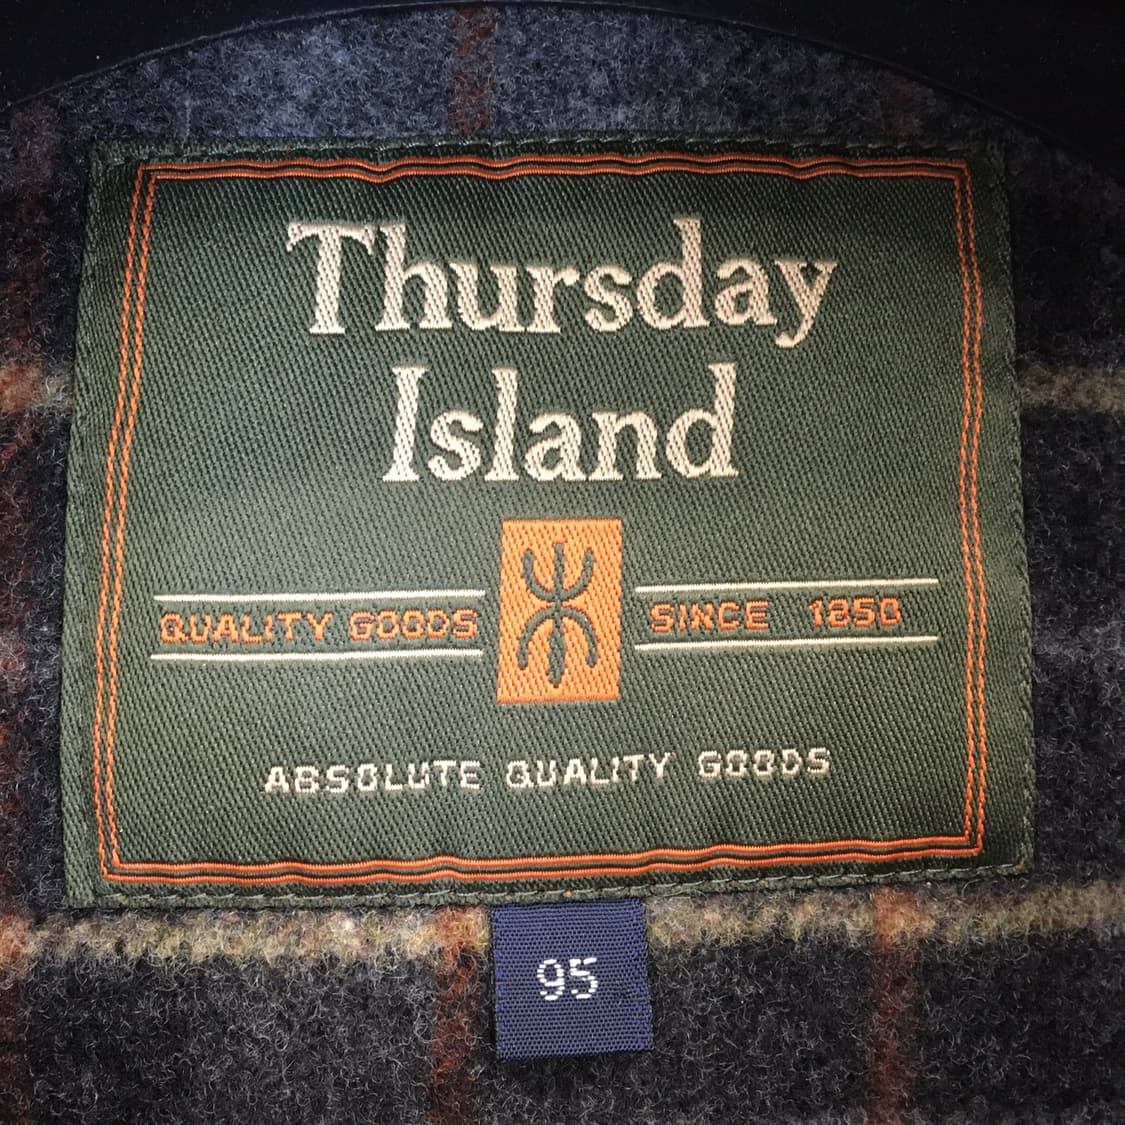 Thursday
Island
QUALITY GOODS SINCE 1850
ABSOLUTE QUALITY GOODS
95